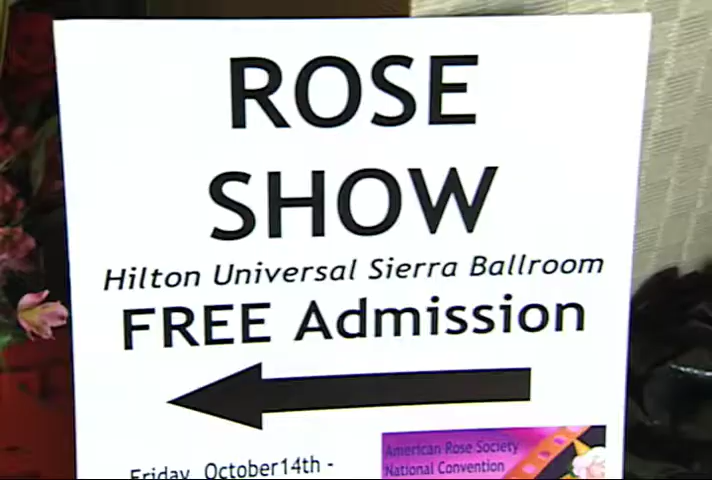 ROSE
SHOW
Hilton Universal Sierra Ballroom
FREE Admission
Friday October14th -
American Rose Society
National Convention